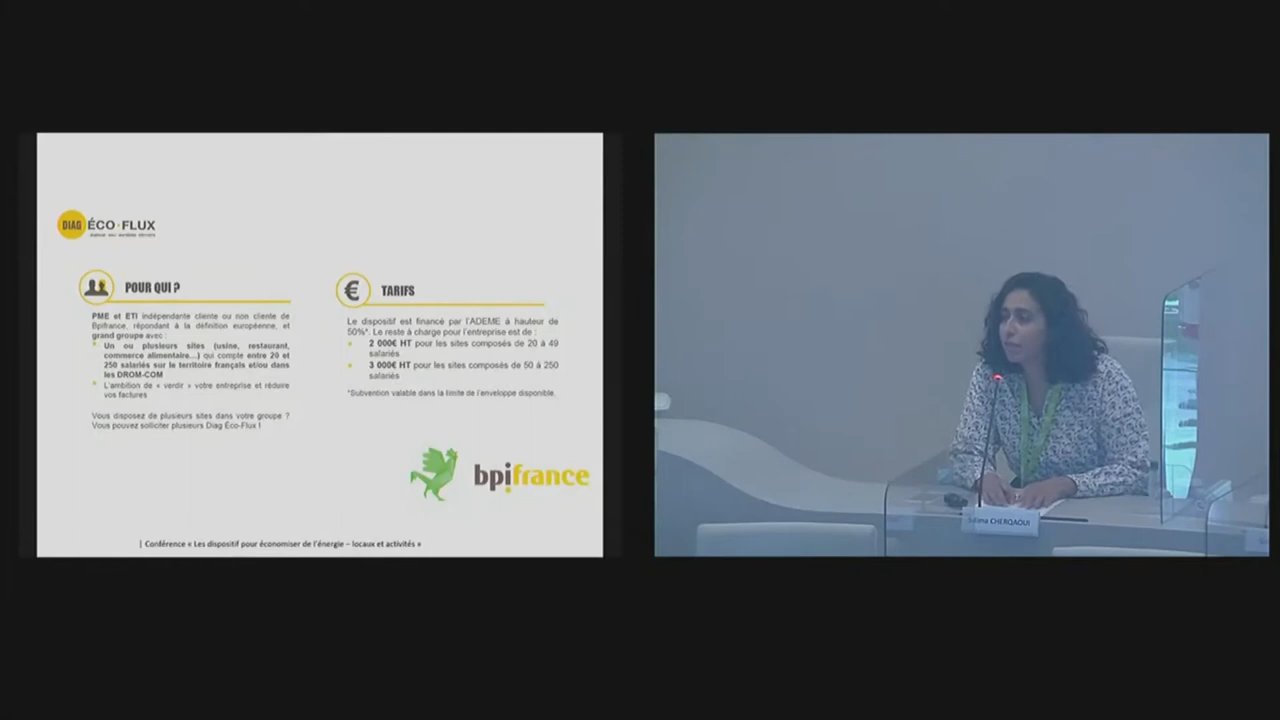 DIAG ÉCO·FLUX
POUR QUI ?
PME et ETI indépendante cliente ou non cliente de
Bpifrance, répondant à la définition européenne, et
grand groupe avec :
Un ou plusieurs sites (usine, restaurant,
commerce alimentaire...) qui compte entre 20 et
250 salariés sur le territoire français et/ou dans
les DROM-COM
L'ambition de « verdir » votre entreprise et réduire
vos factures
Vous disposez de plusieurs sites dans votre groupe ?
Vous pouvez solliciter plusieurs Diag Éco-Flux !
€
TARIFS
Le dispositif est financé par l'ADEME à hauteur de
50%*. Le reste à charge pour l'entreprise est de :
2 000€ HT pour les sites composés de 20 à 49
salariés
3 000€ HT pour les sites composés de 50 à 250
salariés
*Subvention valable dans la limite de l'enveloppe disponible.
bpifrance
| Conférence « Les dispositif pour économiser de l'énergie – locaux et activités »
CHERQAOUI